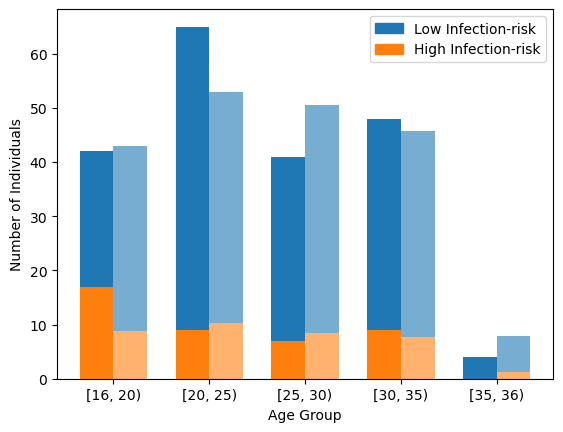 Low Infection-risk
High Infection-risk
60
50
40
30
20
10
0
Number of Individuals
[16, 20) [20, 25) [25, 30) [30, 35) [35, 36)
Age Group